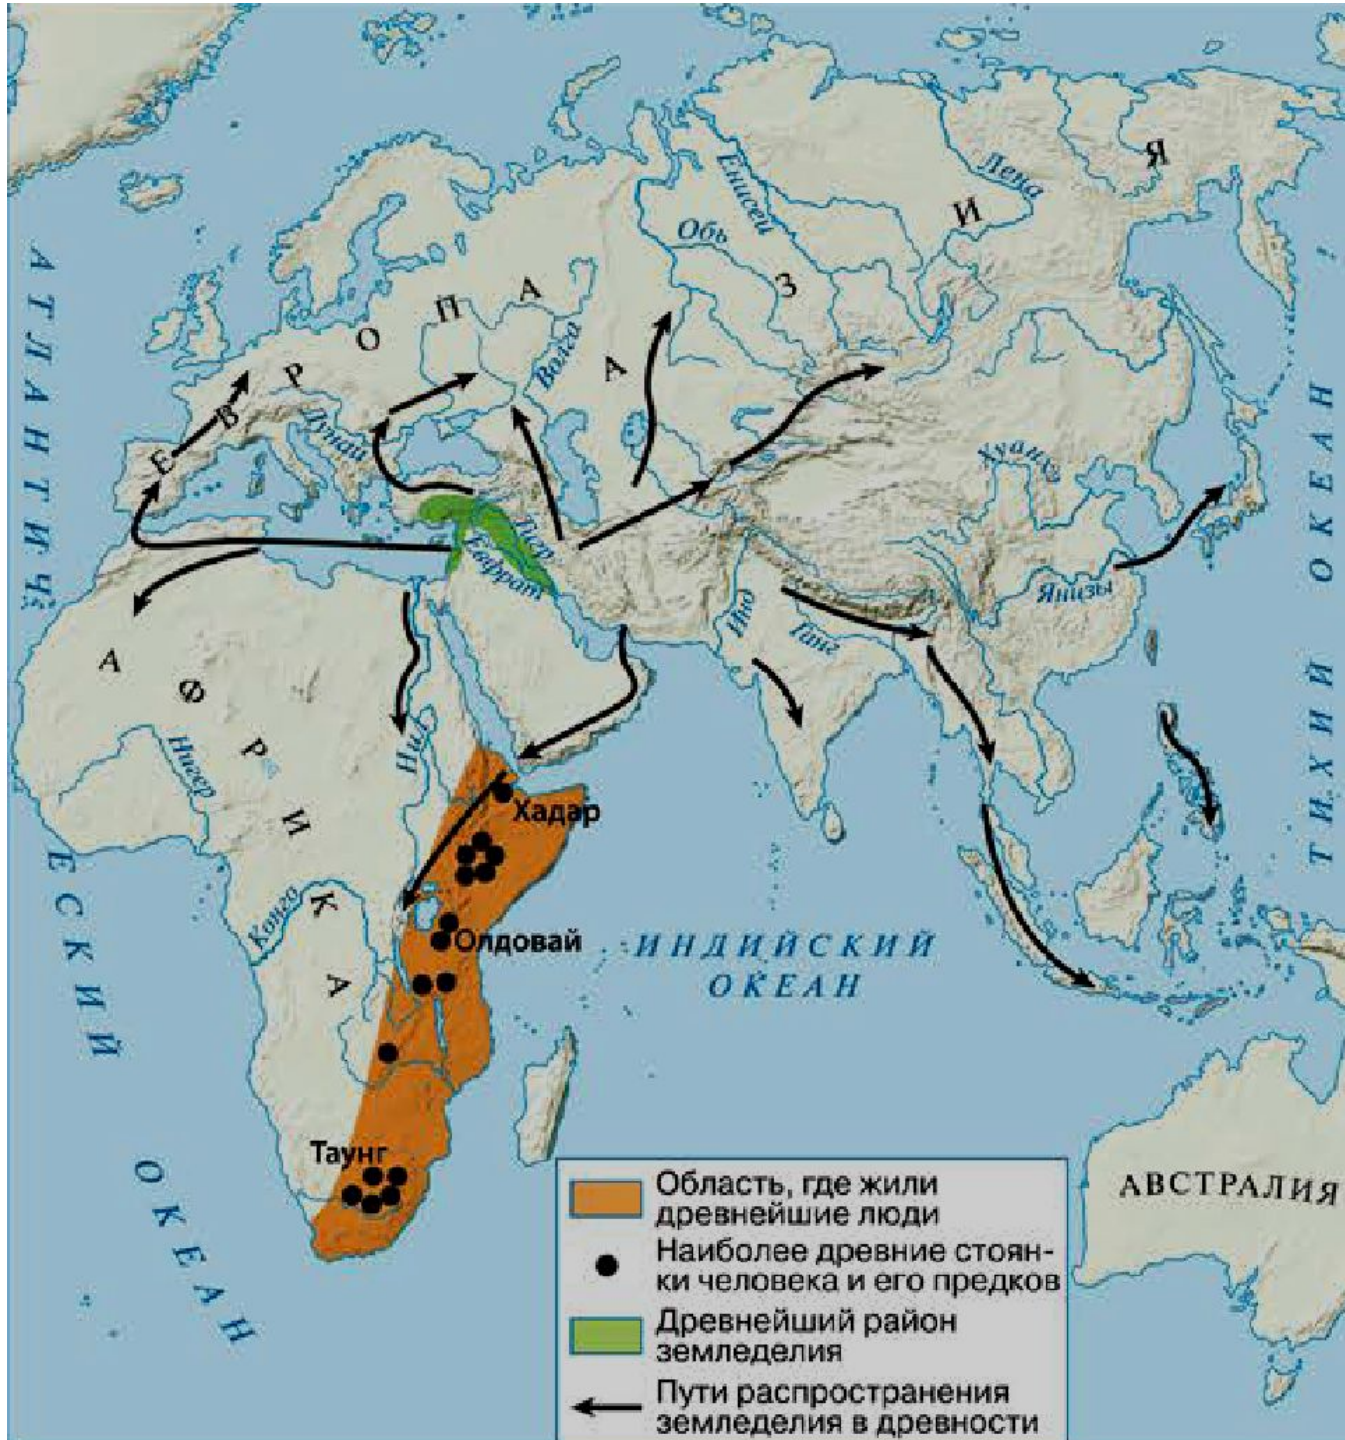 АТЛАНТИЧЕСКИЙ ОКЕАН
ЕВРОПА
АЗИЯ
Енисей
Лена
Обь
Волга
Дунай
Тигр
Евфрат
Хуанхэ
Янцзы
Инд
Ганг
ТИХИЙ ОКЕАН
АФРИКА
Нил
Нигер
Конго
Хадар
Олдовай
Таунг
ИНДИЙСКИЙ
ОКЕАН
АВСТРАЛИЯ
Область, где жили
древнейшие люди
Наиболее древние стоян-
ки человека и его предков
Древнейший район
земледелия
Пути распространения
земледелия в древности